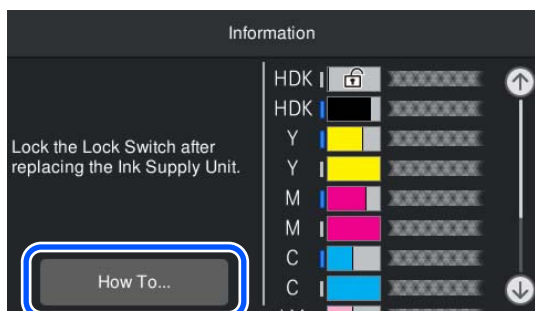 Information
Lock the Lock Switch after
replacing the Ink Supply Unit.
How To...
HDK
HDK
Y
Y
M
M
C
C